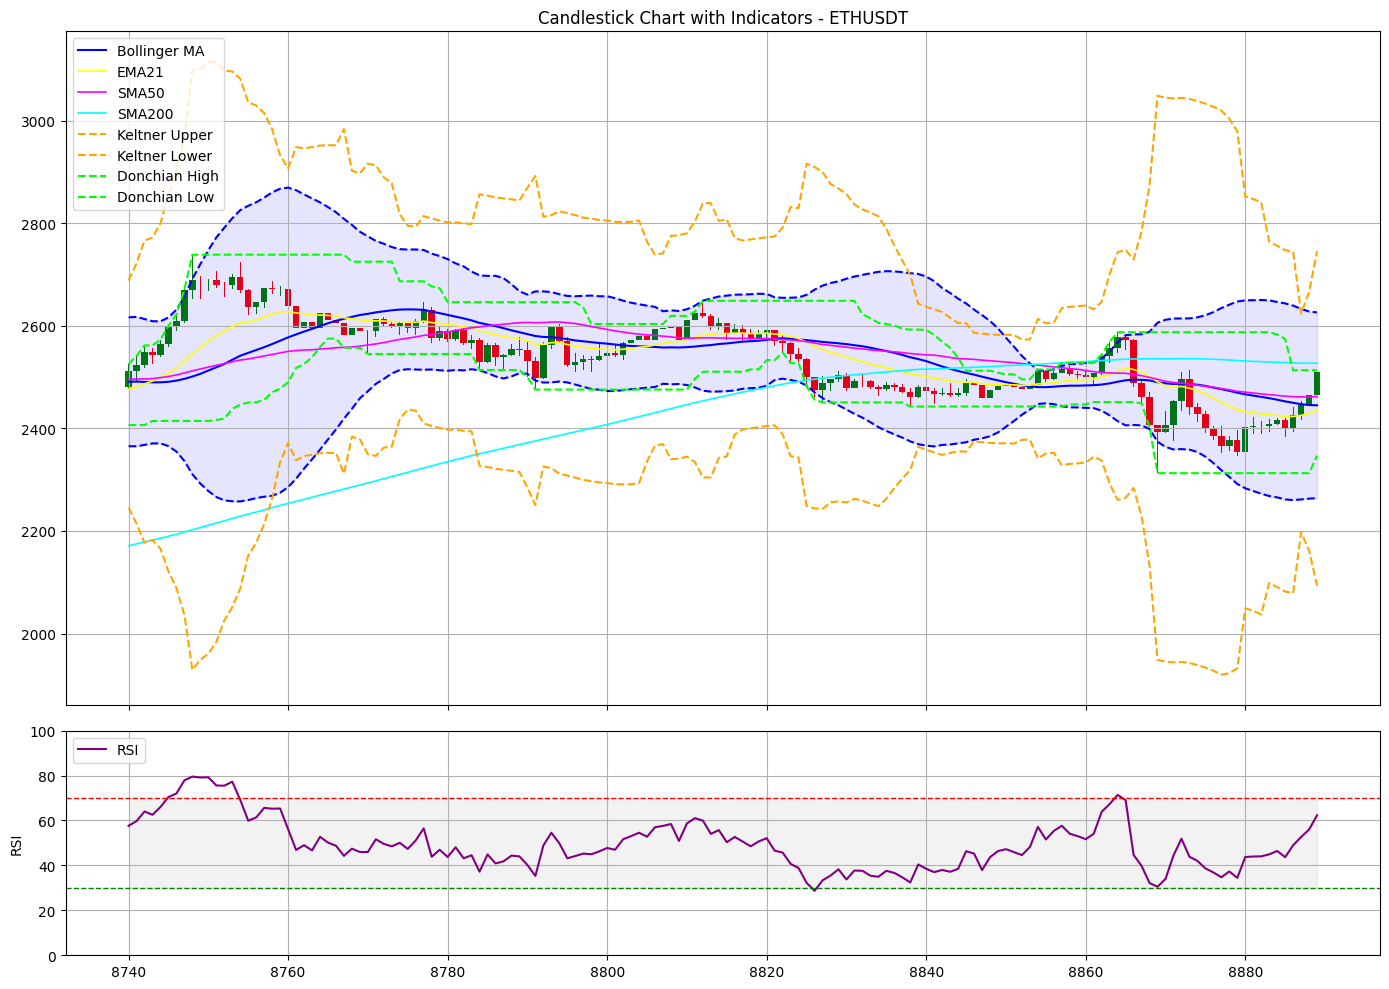 Candlestick Chart with Indicators - ETHUSDT
Bollinger MA
EMA21
SMA50
SMA200
Keltner Upper
Keltner Lower
Donchian High
Donchian Low
3000
2800
2600
2400
2200
2000
RSI
100
80
60
40
20
0
RSI
8740 8760 8780 8800 8820 8840 8860 8880